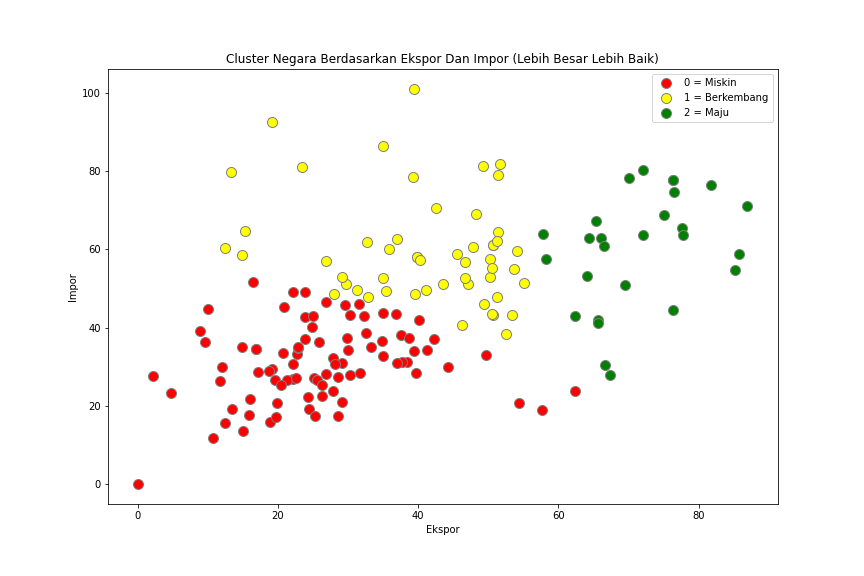 Cluster Negara Berdasarkan Ekspor Dan Impor (Lebih Besar Lebih Baik)
0 = Miskin
1 = Berkembang
2 = Maju
100
80
60
40
20
0
Impor
0 20 40 60 80
Ekspor